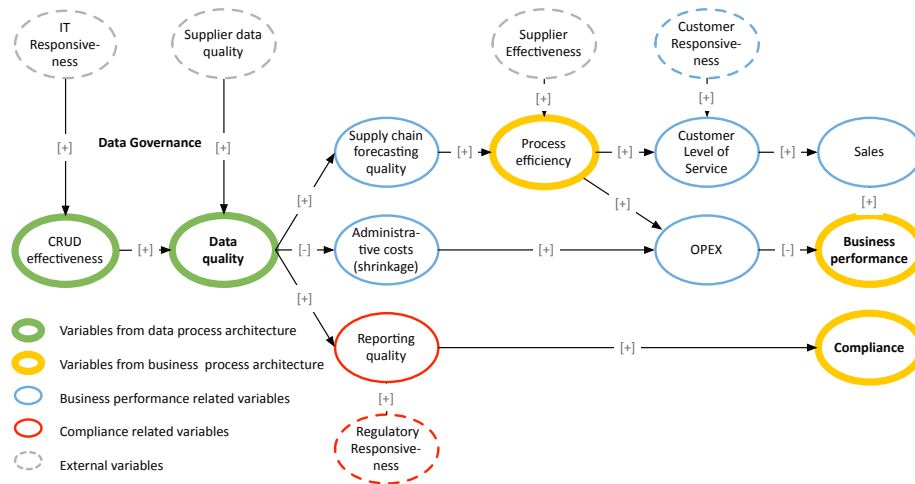 IT
Responsive-
ness
Supplier data
quality
Supplier
Effectiveness
Customer
Responsive-
ness
[+]
[+]
[+]
Data Governance
[+]
Supply chain
forecasting
quality
[+]
Process
efficiency
[+]
Customer
Level of
Service
[+]
Sales
[+]
[+]
[+]
CRUD
effectiveness
[+]
Data
quality
[-]
Administra-
tive costs
(shrinkage)
[+]
OPEX
[-]
Business
performance
[+]
Reporting
quality
[+]
Compliance
[+]
Regulatory
Responsive-
ness
Variables from data process architecture
Variables from business process architecture
Business performance related variables
Compliance related variables
External variables